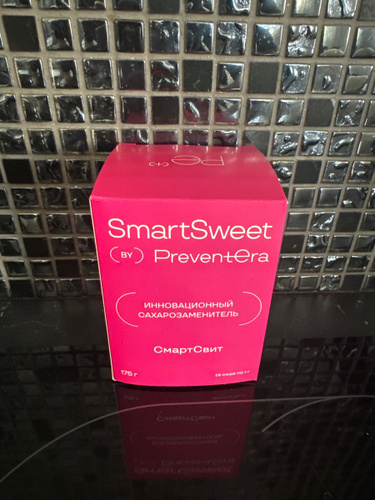 SmartSweet
(BY) Preventera
ИННОВАЦИОННЫЙ
САХАРОЗАМЕНИТЕЛЬ
СмартСвит
175 г